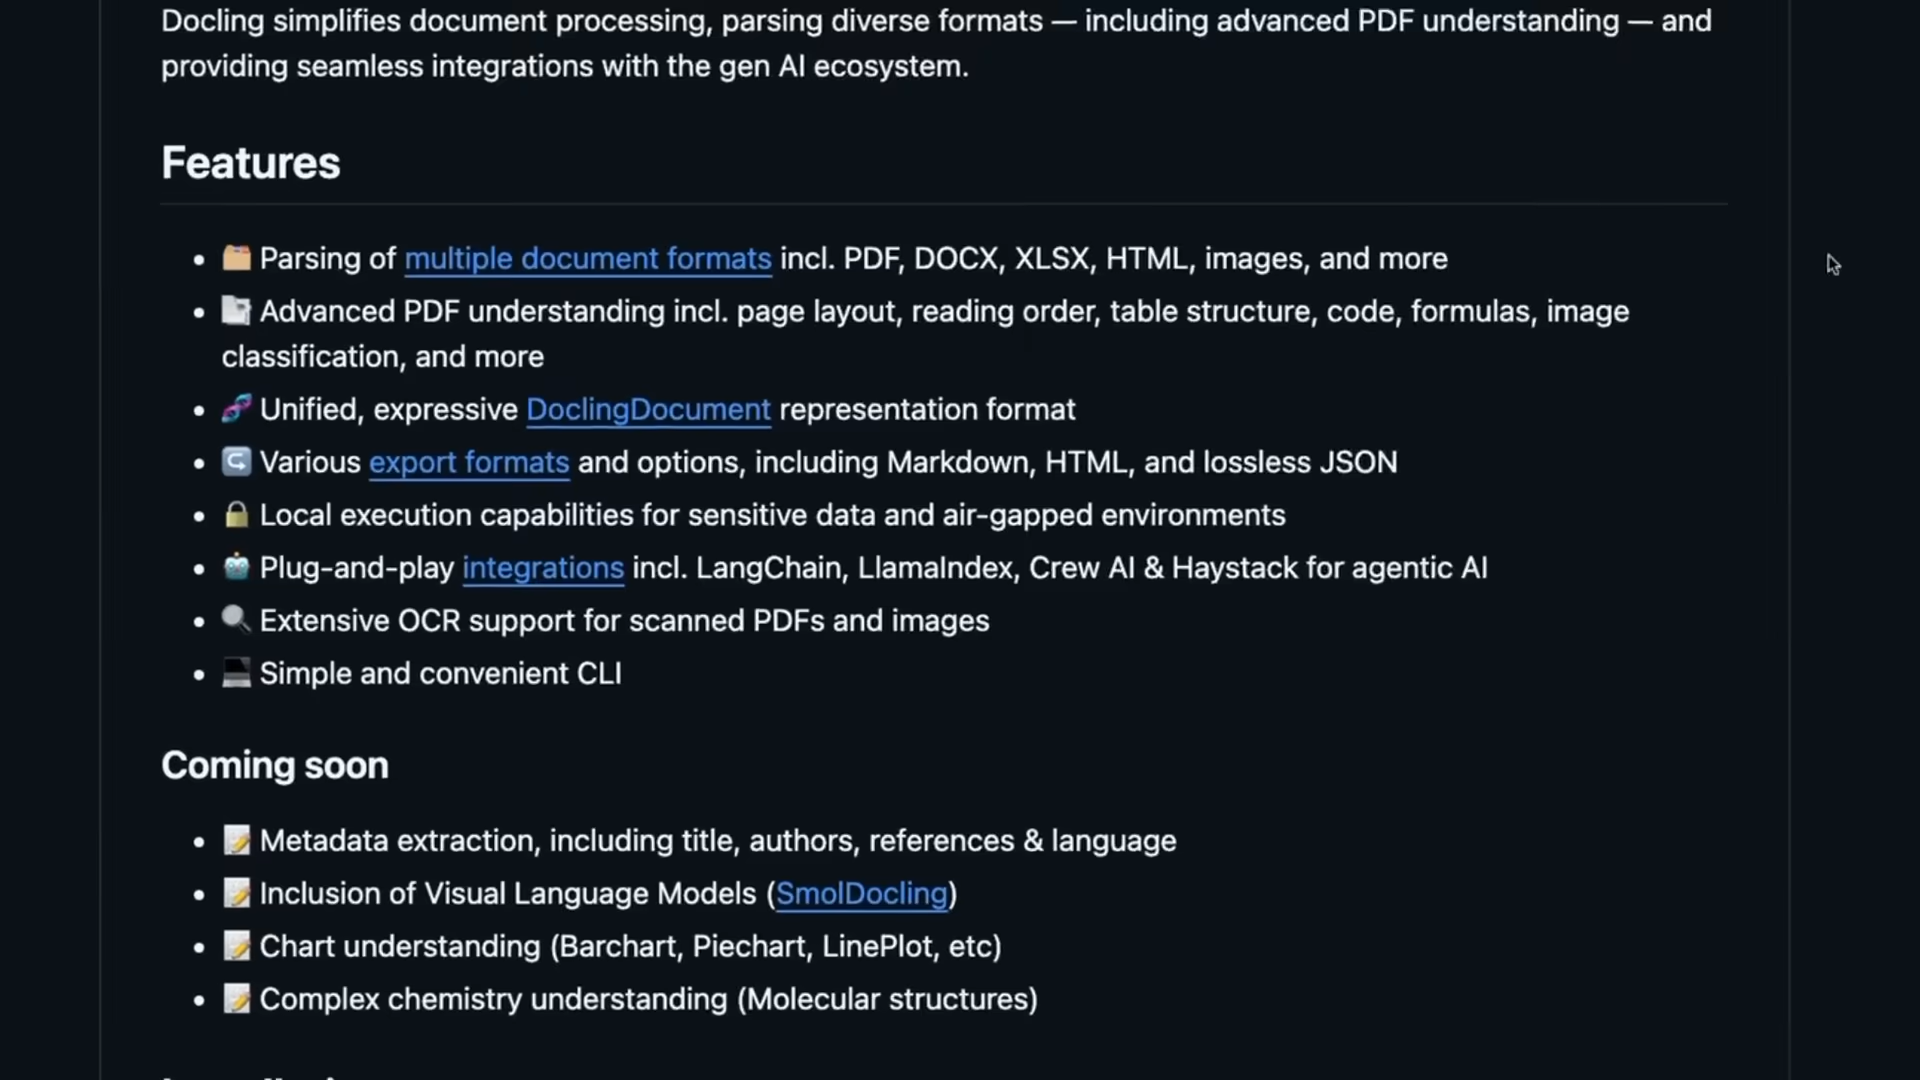 Docling simplifies document processing, parsing diverse formats — including advanced PDF understanding — and
providing seamless integrations with the gen AI ecosystem.
Features
• 🗂️ Parsing of multiple document formats incl. PDF, DOCX, XLSX, HTML, images, and more
• 📑 Advanced PDF understanding incl. page layout, reading order, table structure, code, formulas, image
classification, and more
• 🧬 Unified, expressive DoclingDocument representation format
• ↪️ Various export formats and options, including Markdown, HTML, and lossless JSON
• 🔒 Local execution capabilities for sensitive data and air-gapped environments
• 🤖 Plug-and-play integrations incl. LangChain, LlamaIndex, Crew AI & Haystack for agentic AI
• 🔍 Extensive OCR support for scanned PDFs and images
• 💻 Simple and convenient CLI
Coming soon
• 📝 Metadata extraction, including title, authors, references & language
• 📝 Inclusion of Visual Language Models (SmolDocling)
• 📝 Chart understanding (Barchart, Piechart, LinePlot, etc)
• 📝 Complex chemistry understanding (Molecular structures)